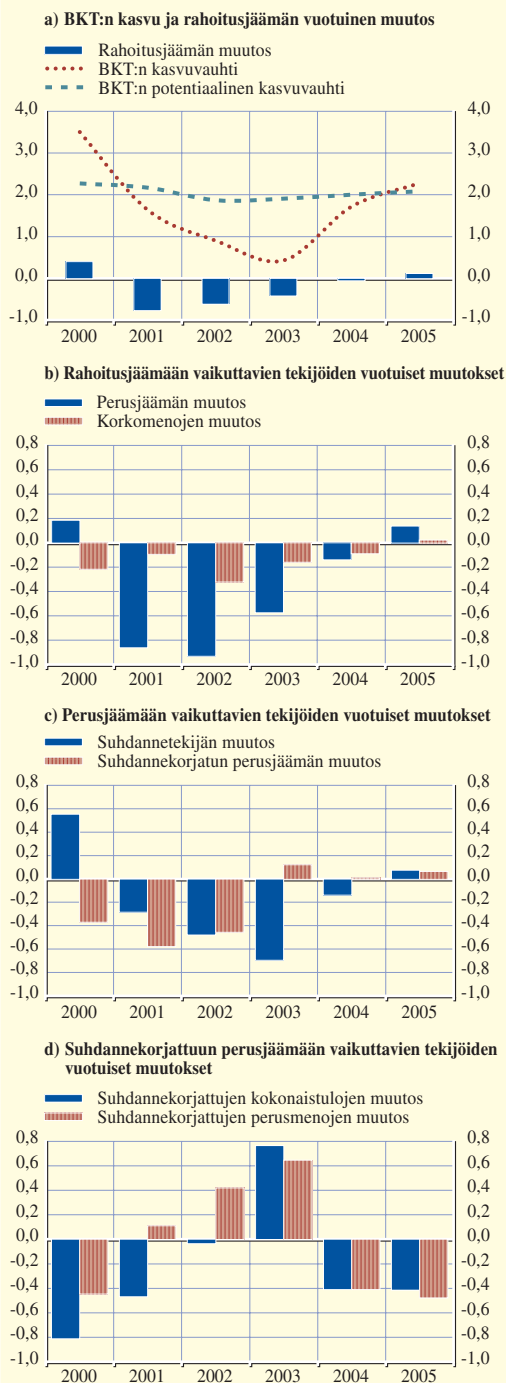 a) BKT:n kasvu ja rahoitusjäämän vuotuinen muutos
Rahoitusjäämän muutos
BKT:n kasvuvauhti
BKT:n potentiaalinen kasvuvauhti
4,0 4,0
3,0 3,0
2,0 2,0
1,0 1,0
0,0 0,0
-1,0 -1,0
2000 2001 2002 2003 2004 2005
b) Rahoitusjäämään vaikuttavien tekijöiden vuotuiset muutokset
Perusjäämän muutos
Korkomenojen muutos
0,8 0,8
0,6 0,6
0,4 0,4
0,2 0,2
0,0 0,0
-0,2 -0,2
-0,4 -0,4
-0,6 -0,6
-0,8 -0,8
-1,0 -1,0
2000 2001 2002 2003 2004 2005
c) Perusjäämään vaikuttavien tekijöiden vuotuiset muutokset
Suhdannetekijän muutos
Suhdannekorjatun perusjäämän muutos
0,8 0,8
0,6 0,6
0,4 0,4
0,2 0,2
0,0 0,0
-0,2 -0,2
-0,4 -0,4
-0,6 -0,6
-0,8 -0,8
-1,0 -1,0
2000 2001 2002 2003 2004 2005
d) Suhdannekorjattuun perusjäämään vaikuttavien tekijöiden
vuotuiset muutokset
Suhdannekorjattujen kokonaistulojen muutos
Suhdannekorjattujen perusmenojen muutos
0,8 0,8
0,6 0,6
0,4 0,4
0,2 0,2
0,0 0,0
-0,2 -0,2
-0,4 -0,4
-0,6 -0,6
-0,8 -0,8
-1,0 -1,0
2000 2001 2002 2003 2004 2005